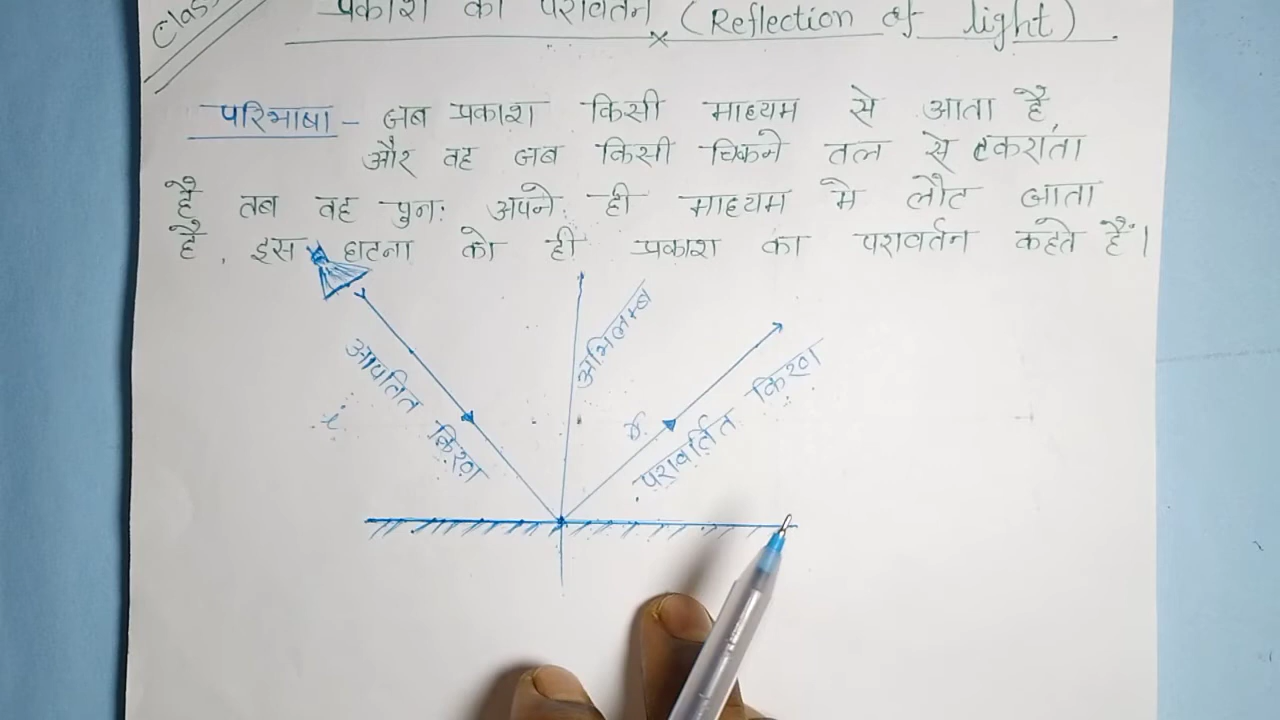 Class
प्रकाश का परावर्तन (Reflection of light)
परिभाषा – जब प्रकाश किसी माध्यम से आता है,
और वह जब किसी चिकने तल से टकराता
है तब वह पुनः अपने ही माध्यम मे लौट जाता
है, इस घटना को ही प्रकाश का परावर्तन कहते हैं।
आपतित किरण
अभिलम्ब
परावर्तित किरण
i
r